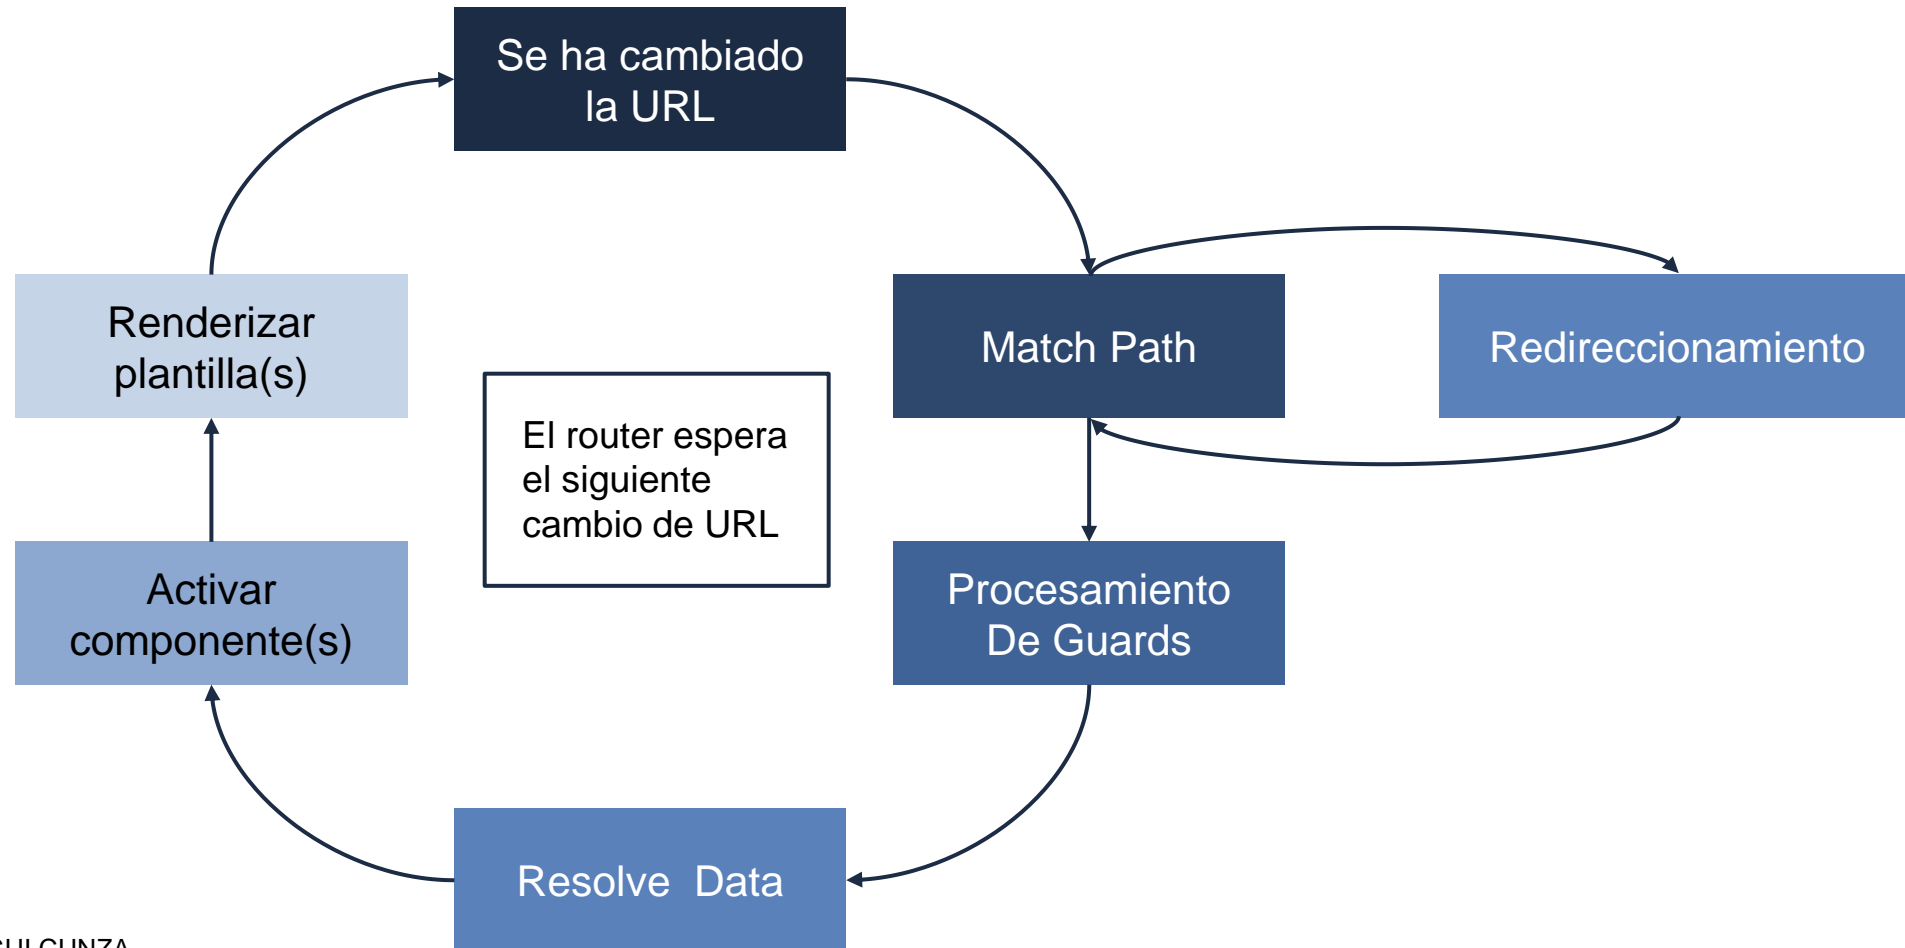 Se ha cambiado
la URL
Renderizar
plantilla(s)
Match Path
Redireccionamiento
El router espera
el siguiente
cambio de URL
Activar
componente(s)
Procesamiento
De Guards
Resolve Data